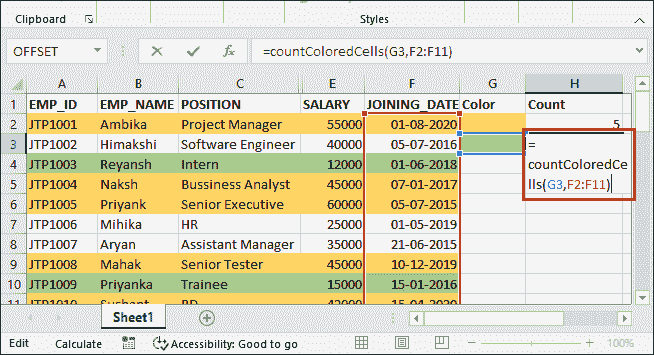 Clipboard Styles
OFFSET fx =countColoredCells(G3,F2:F11)
A B C E F G H
1 EMP_ID EMP_NAME POSITION SALARY JOINING_DATE Color Count
2 JTP1001 Ambika Project Manager 55000 01-08-2020 5
3 JTP1002 Himakshi Software Engineer 40000 05-07-2016 =
countColoredCe
lls(G3,F2:F11)
4 JTP1003 Reyansh Intern 12000 01-06-2018
5 JTP1004 Naksh Bussiness Analyst 45000 07-01-2017
6 JTP1005 Priyank Senior Executive 60000 05-07-2015
7 JTP1006 Mihika HR 25000 01-05-2019
8 JTP1007 Aryan Assistant Manager 35000 21-06-2015
9 JTP1008 Mahak Senior Tester 45000 10-12-2019
10 JTP1009 Priyanka Trainee 15000 15-01-2016
11 JTP1010 Sushant 42000 15-04-2020
Sheet1
Edit Calculate Accessibility: Good to go 100%